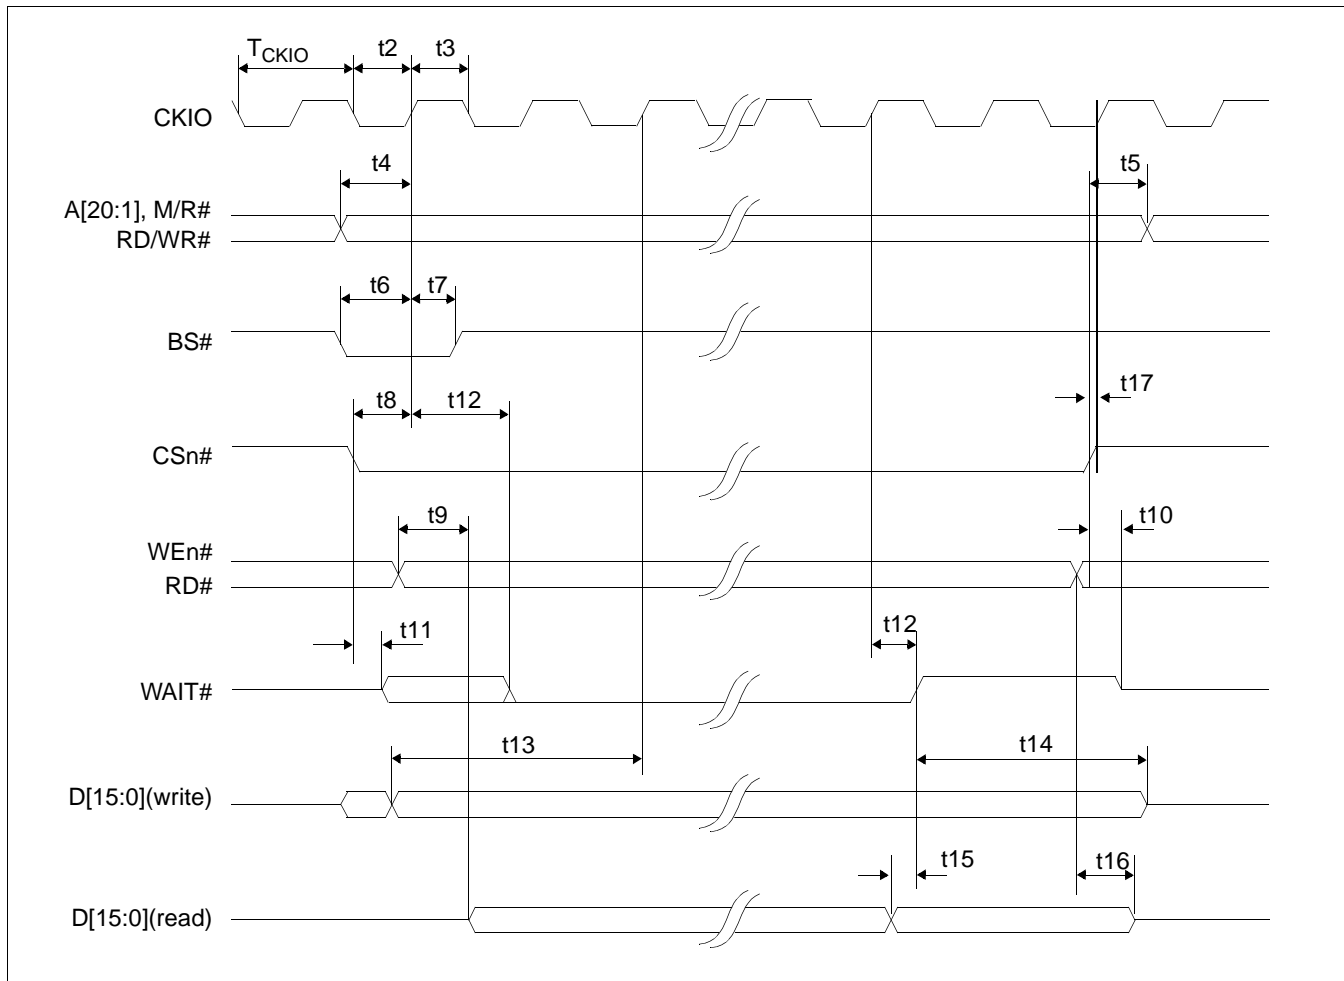 TCKIO t2 t3
CKIO
t4 t5
A[20:1], M/R#
RD/WR#
t6 t7
BS#
t17
t8 t12
CSn#
t9 t10
WEn#
RD#
t11 t12
WAIT#
t13 t14
D[15:0](write)
t15 t16
D[15:0](read)